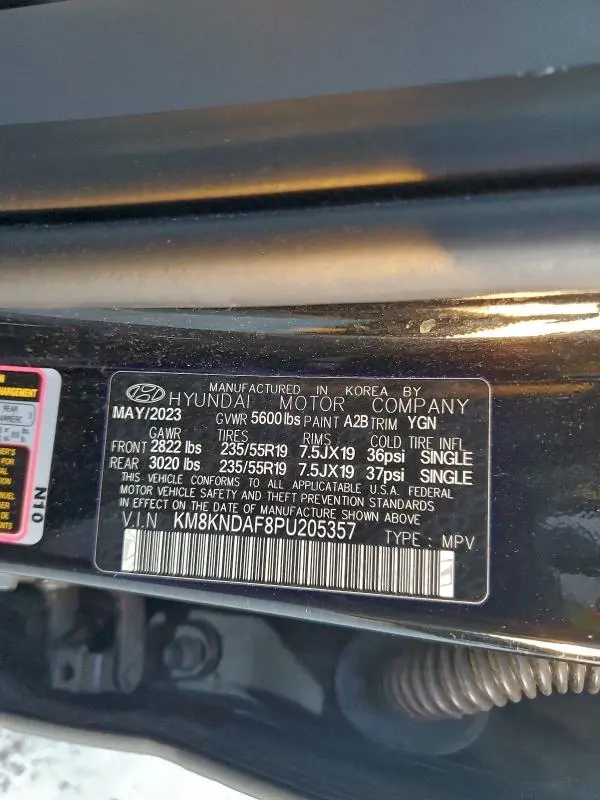 MANUFACTURED IN KOREA BY
HYUNDAI MOTOR COMPANY
MAY/2023 GVWR 5600 lbs PAINT A2B TRIM YGN
GAWR TIRES RIMS COLD TIRE INFL
FRONT 2822 lbs 235/55R19 7.5JX19 36psi SINGLE
REAR 3020 lbs 235/55R19 7.5JX19 37psi SINGLE
THIS VEHICLE CONFORMS TO ALL APPLICABLE U.S.A. FEDERAL
MOTOR VEHICLE SAFETY AND THEFT PREVENTION STANDARDS
IN EFFECT ON THE DATE OF MANUFACTURE SHOWN ABOVE
V.I.N KM8KNDAF8PU205357 TYPE : MPV
REAR
N10